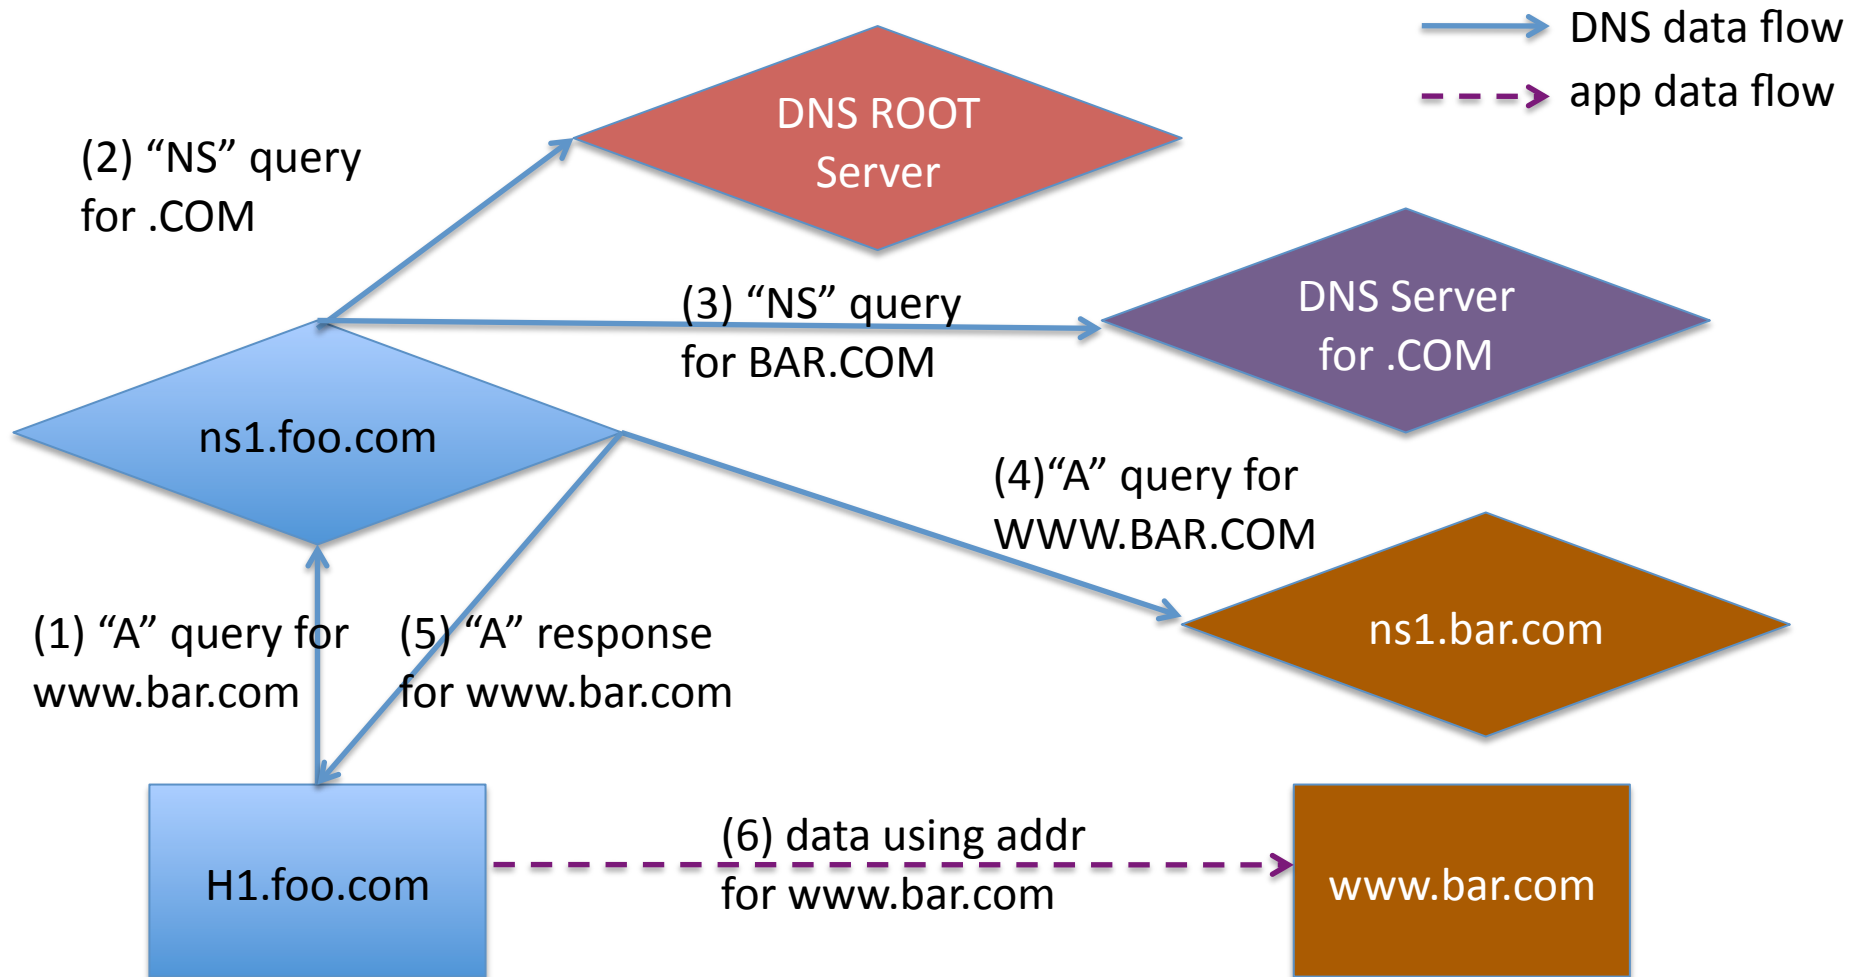 DNS data flow
app data flow
DNS ROOT
Server
(2) “NS” query
for .COM
(3) “NS” query
for BAR.COM
DNS Server
for .COM
ns1.foo.com
(4)“A” query for
WWW.BAR.COM
ns1.bar.com
(1) “A” query for
www.bar.com
(5) “A” response
for www.bar.com
(6) data using addr
for www.bar.com
H1.foo.com
www.bar.com